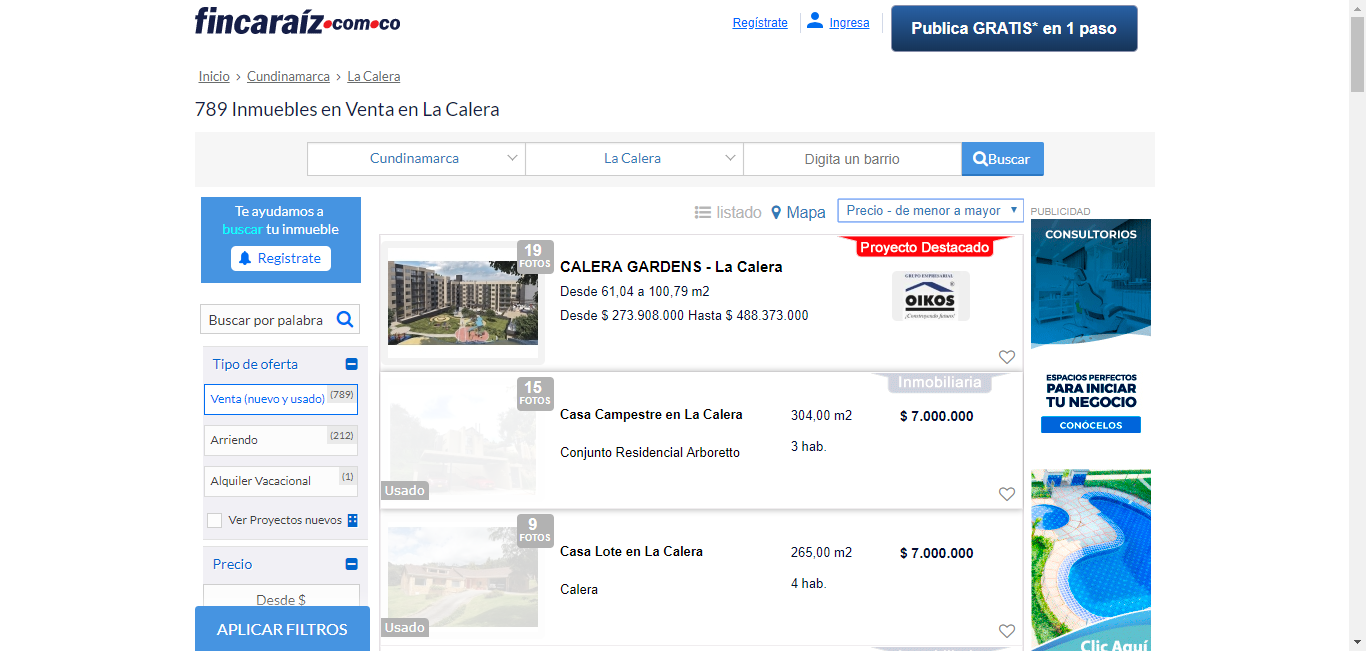 fincaraíz.com.co
Regístrate
Ingresa
Publica GRATIS* en 1 paso
Inicio › Cundinamarca › La Calera
789 Inmuebles en Venta en La Calera
Cundinamarca
La Calera
Digita un barrio
Buscar
Te ayudamos a
buscar tu inmueble
Registrate
Buscar por palabra
Tipo de oferta
Venta (nuevo y usado) (789)
Arriendo (212)
Alquiler Vacacional (1)
Ver Proyectos nuevos
Precio
Desde $
APLICAR FILTROS
listado
Mapa
Precio - de menor a mayor
19
FOTOS
CALERA GARDENS - La Calera
Desde 61,04 a 100,79 m2
Desde $ 273.908.000 Hasta $ 488.373.000
Proyecto Destacado
GRUPO EMPRESARIAL
OIKOS
¡Construyendo futuro!
15
FOTOS
Usado
Casa Campestre en La Calera
Conjunto Residencial Arboretto
304,00 m2
3 hab.
Inmobiliaria
$ 7.000.000
9
FOTOS
Usado
Casa Lote en La Calera
Calera
265,00 m2
4 hab.
$ 7.000.000
PUBLICIDAD
CONSULTORIOS
ESPACIOS PERFECTOS
PARA INICIAR
TU NEGOCIO
CONÓCELOS
Clic Aquí